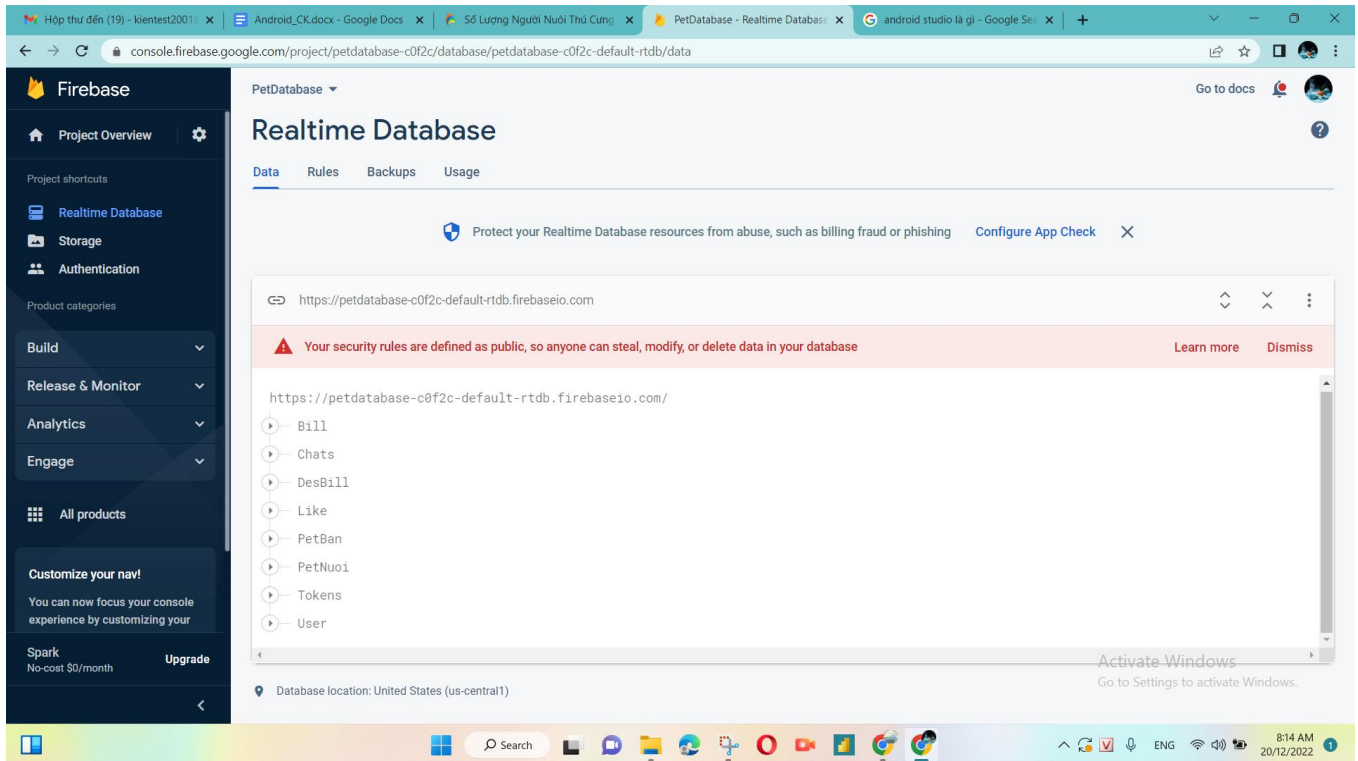 Hộp thư đến (19) - kientest2001
Android_CK.docx - Google Docs
Số Lượng Người Nuôi Thú Cưng
PetDatabase - Realtime Database
android studio là gì - Google Sea
console.firebase.google.com/project/petdatabase-c0f2c/database/petdatabase-c0f2c-default-rtdb/data
Firebase
PetDatabase
Go to docs
Project Overview
Realtime Database
Data Rules Backups Usage
Project shortcuts
Realtime Database
Storage
Authentication
Protect your Realtime Database resources from abuse, such as billing fraud or phishing Configure App Check
Product categories
https://petdatabase-c0f2c-default-rtdb.firebaseio.com
Build
Your security rules are defined as public, so anyone can steal, modify, or delete data in your database Learn more Dismiss
Release & Monitor
Analytics
Engage
All products
https://petdatabase-c0f2c-default-rtdb.firebaseio.com/
Bill
Chats
DesBill
Like
PetBan
PetNuoi
Tokens
User
Customize your nav!
You can now focus your console
experience by customizing your
Spark
No-cost $0/month
Upgrade
Database location: United States (us-central1)
Activate Windows
Go to Settings to activate Windows.
Search
ENG
8:14 AM
20/12/2022
1